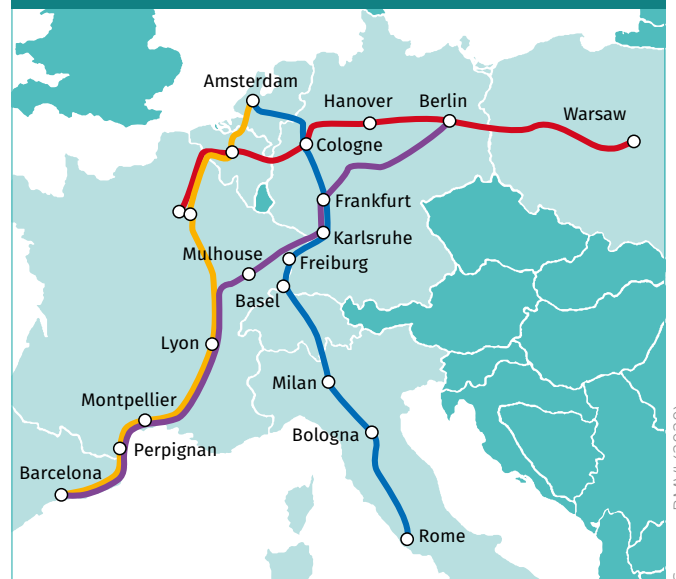 Amsterdam
Hanover
Berlin
Warsaw
Cologne
Frankfurt
Karlsruhe
Mulhouse
Freiburg
Basel
Lyon
Milan
Montpellier
Bologna
Perpignan
Barcelona
Rome